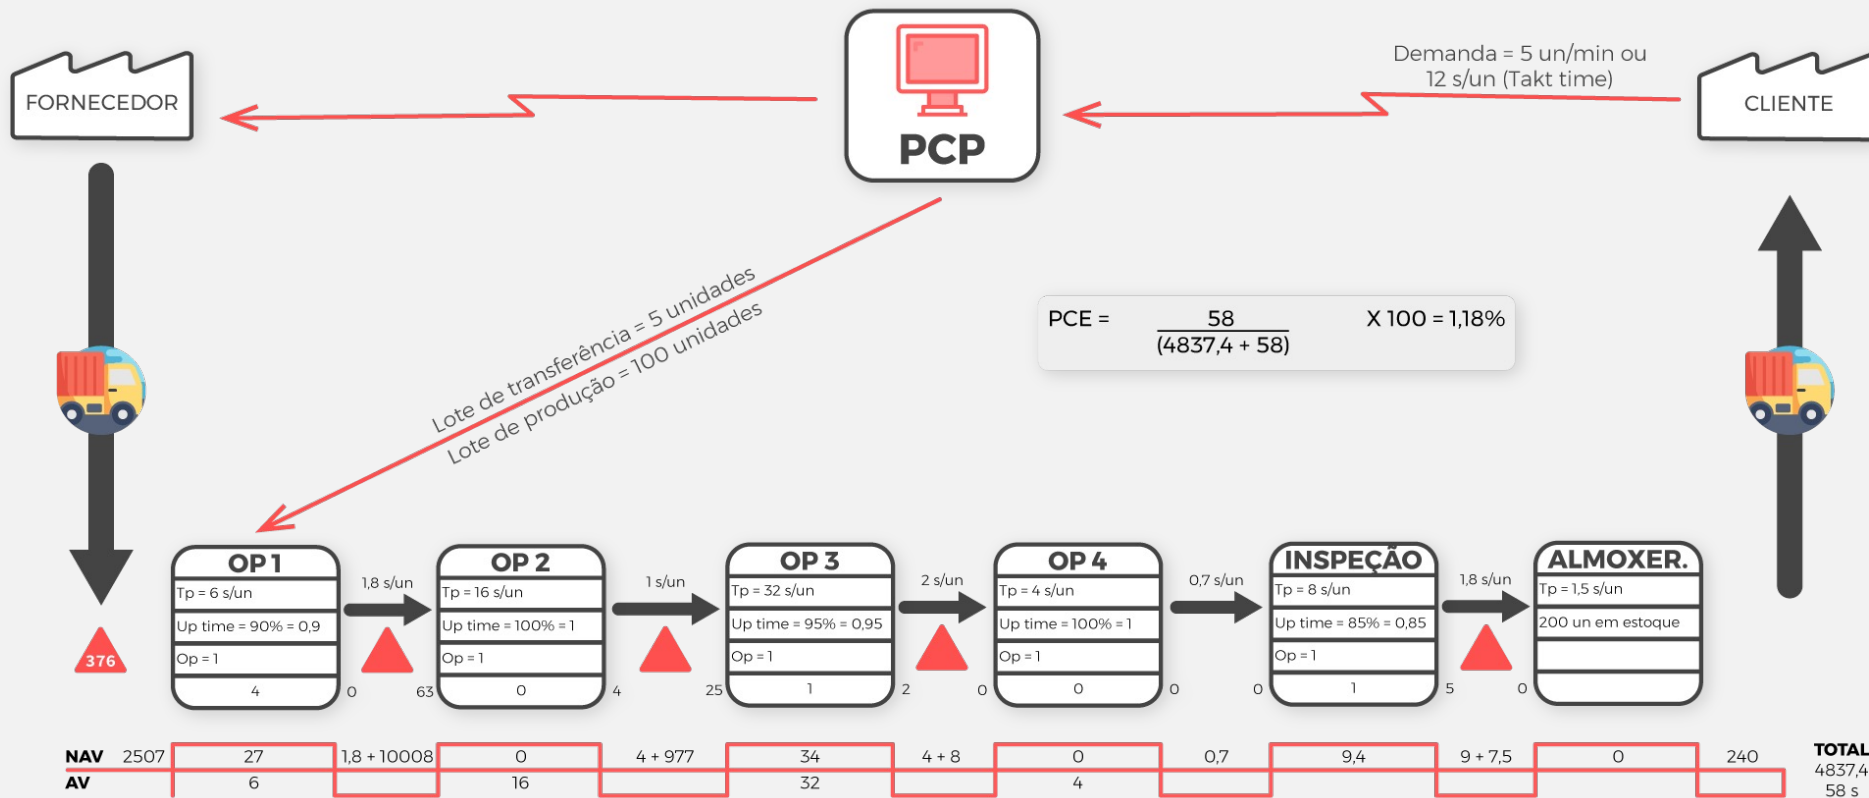 FORNECEDOR
PCP
Demanda = 5 un/min ou
12 s/un (Takt time)
CLIENTE
Lote de transferência = 5 unidades
Lote de produção = 100 unidades
PCE =
58
(4837,4 + 58)
X 100 = 1,18%
376
OP 1
Tp = 6 s/un
Up time = 90% = 0,9
Op = 1
4
1,8 s/un
0
63
OP 2
Tp = 16 s/un
Up time = 100% = 1
Op = 1
0
1 s/un
4
25
OP 3
Tp = 32 s/un
Up time = 95% = 0,95
Op = 1
1
2 s/un
2
0
OP 4
Tp = 4 s/un
Up time = 100% = 1
Op = 1
0
0,7 s/un
0
0
INSPEÇÃO
Tp = 8 s/un
Up time = 85% = 0,85
Op = 1
1
1,8 s/un
5
0
ALMOXER.
Tp = 1,5 s/un
200 un em estoque
NAV 2507 27 1,8 + 10008 0 4 + 977 34 4 + 8 0 0,7 9,4 9 + 7,5 0 240
AV 6 16 32 4
TOTAL
4837,4
58 s